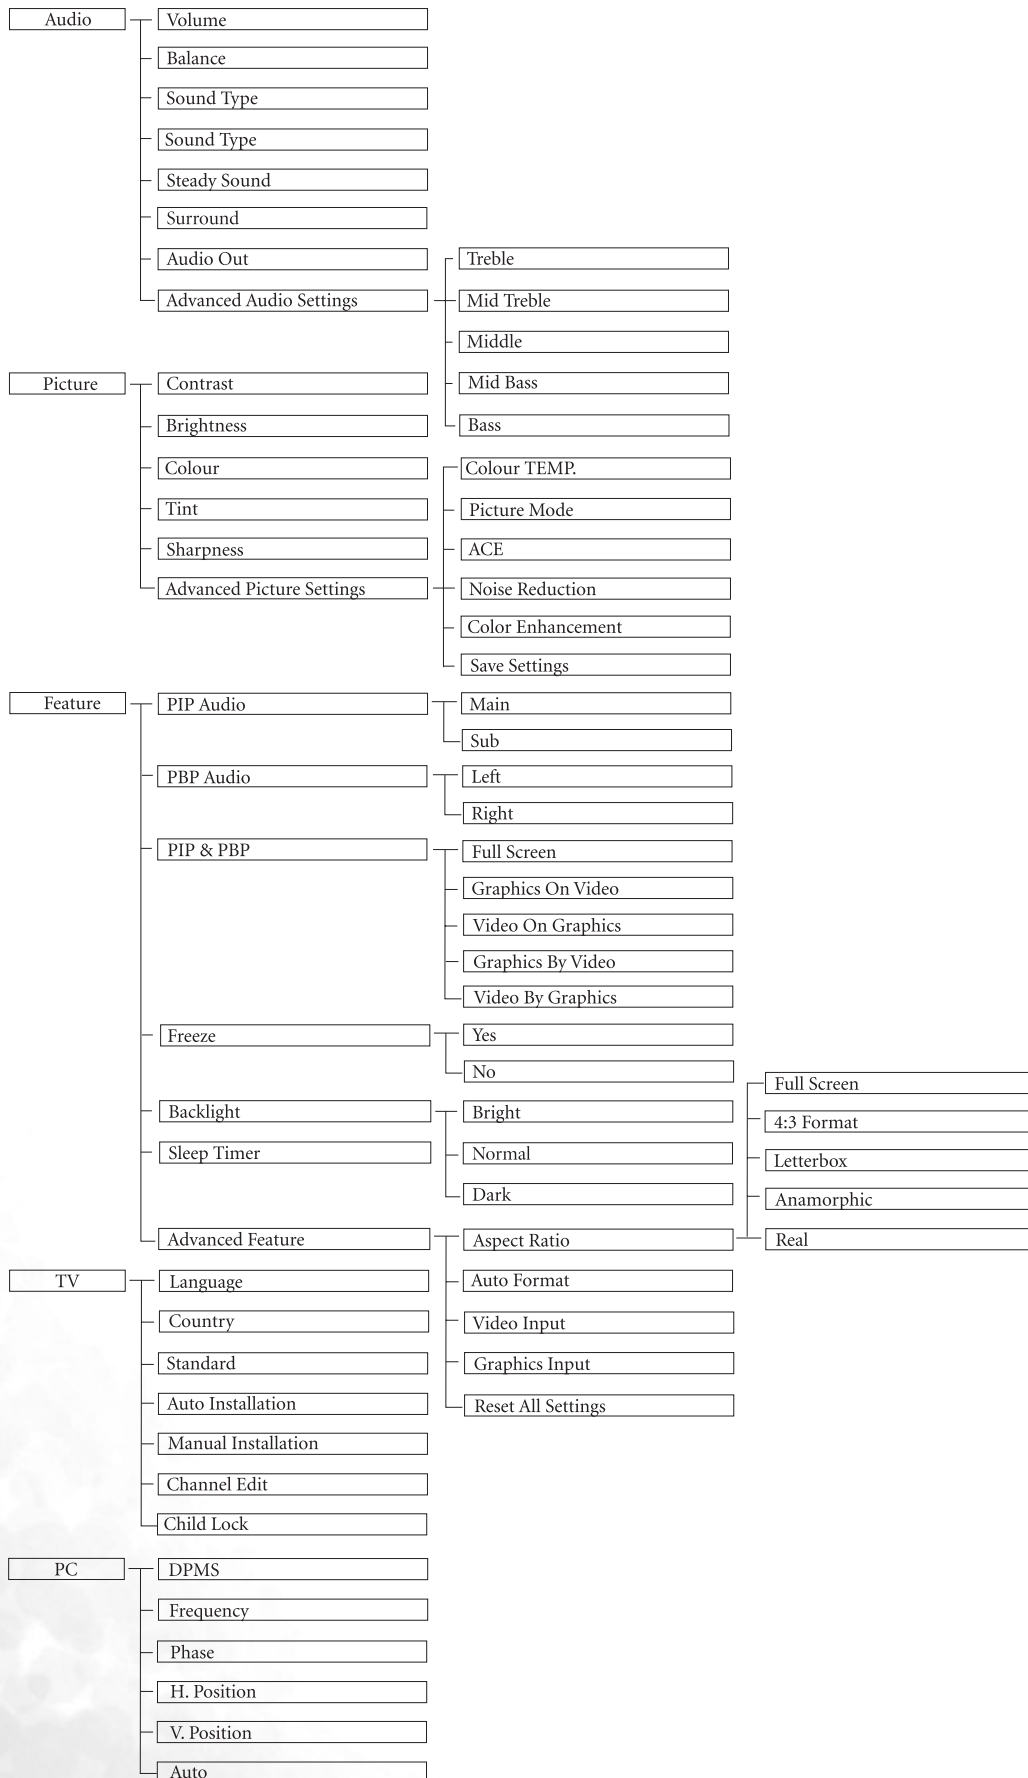 Audio
Volume
Balance
Sound Type
Sound Type
Steady Sound
Surround
Audio Out
Advanced Audio Settings
Treble
Mid Treble
Middle
Mid Bass
Bass
Picture
Contrast
Brightness
Colour
Tint
Sharpness
Advanced Picture Settings
Colour TEMP.
Picture Mode
ACE
Noise Reduction
Color Enhancement
Save Settings
Feature
PIP Audio
Main
Sub
PBP Audio
Left
Right
PIP & PBP
Full Screen
Graphics On Video
Video On Graphics
Graphics By Video
Video By Graphics
Freeze
Yes
No
Backlight
Bright
Normal
Dark
Sleep Timer
Advanced Feature
Aspect Ratio
Full Screen
4:3 Format
Letterbox
Anamorphic
Real
Auto Format
Video Input
Graphics Input
Reset All Settings
TV
Language
Country
Standard
Auto Installation
Manual Installation
Channel Edit
Child Lock
PC
DPMS
Frequency
Phase
H. Position
V. Position
Auto